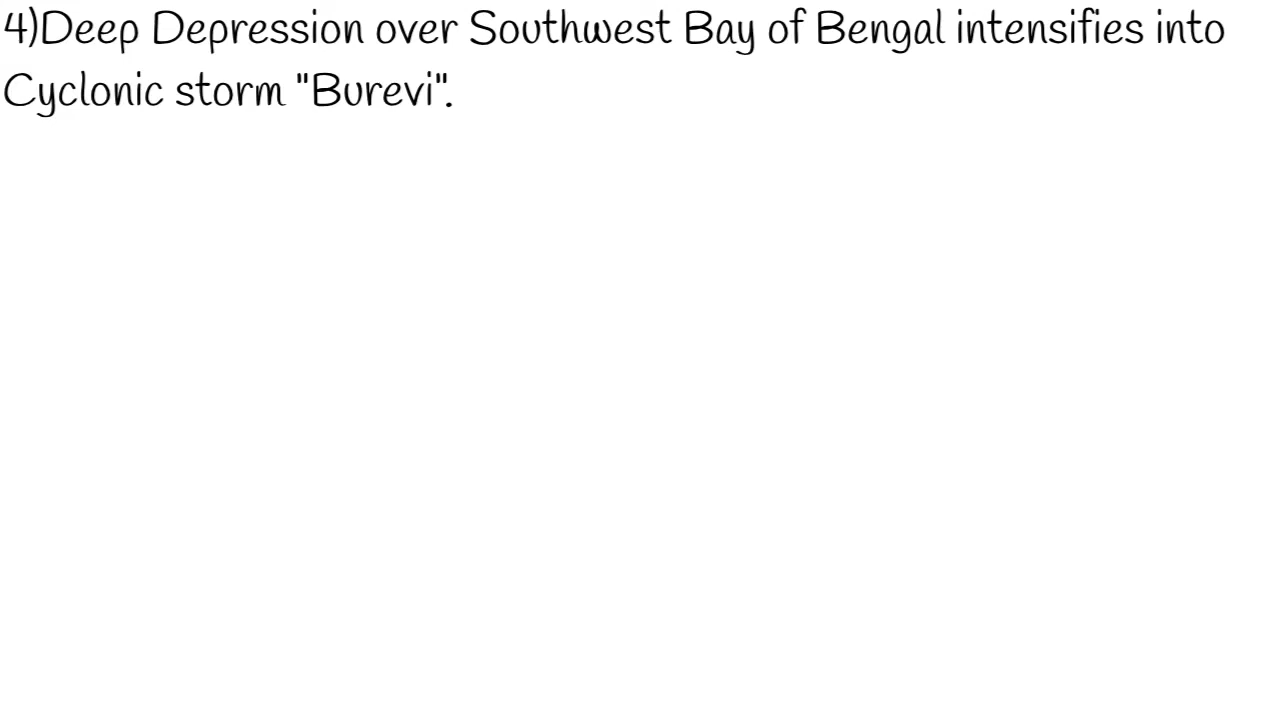 4)Deep Depression over Southwest Bay of Bengal intensifies into
Cyclonic storm "Burevi".